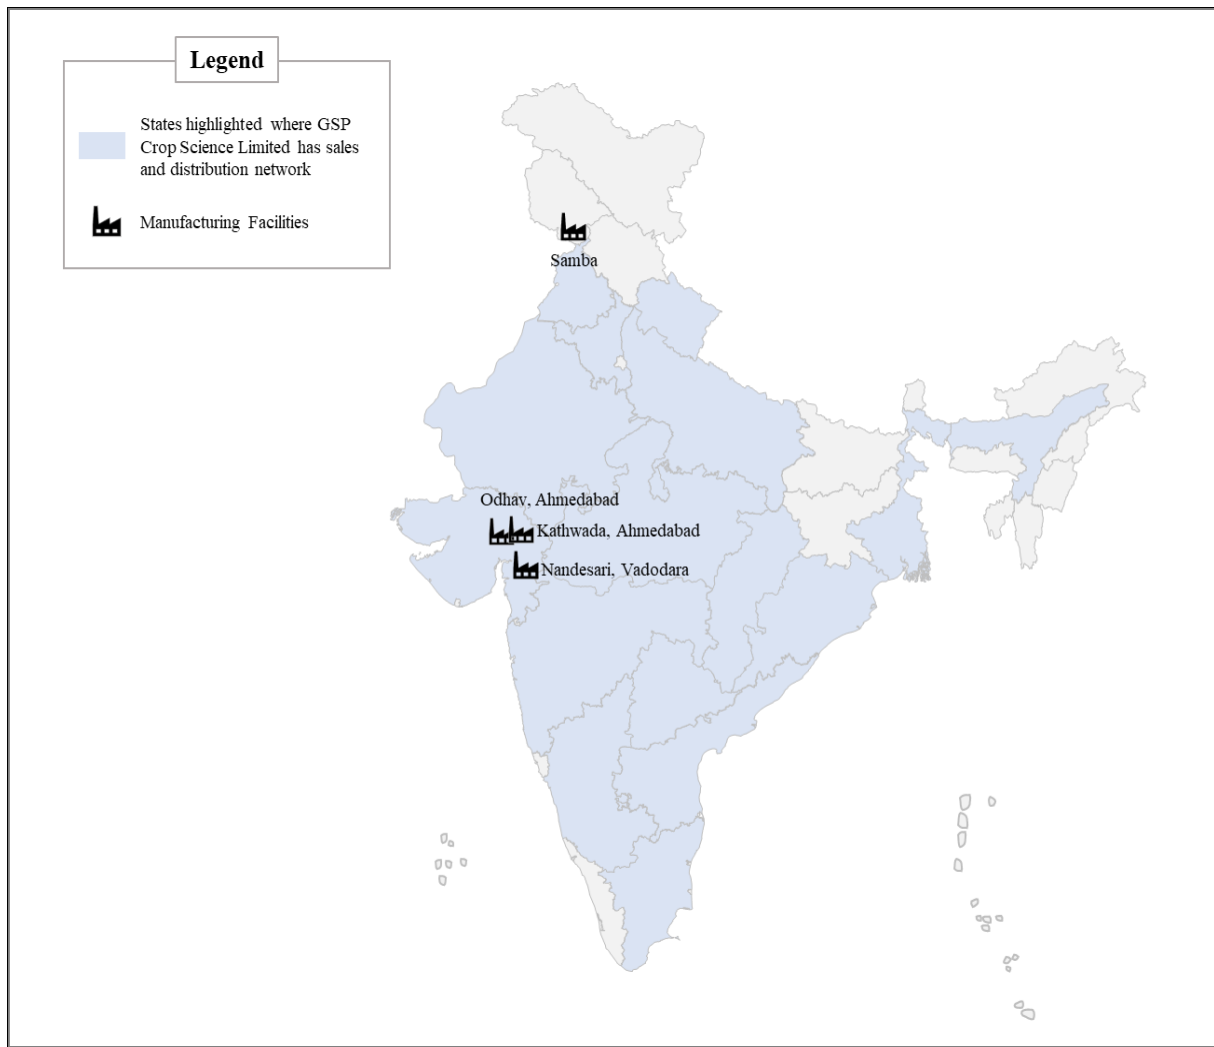 Legend
States highlighted where GSP
Crop Science Limited has sales
and distribution network
Manufacturing Facilities
Samba
Odhav, Ahmedabad
Kathwada, Ahmedabad
Nandesari, Vadodara